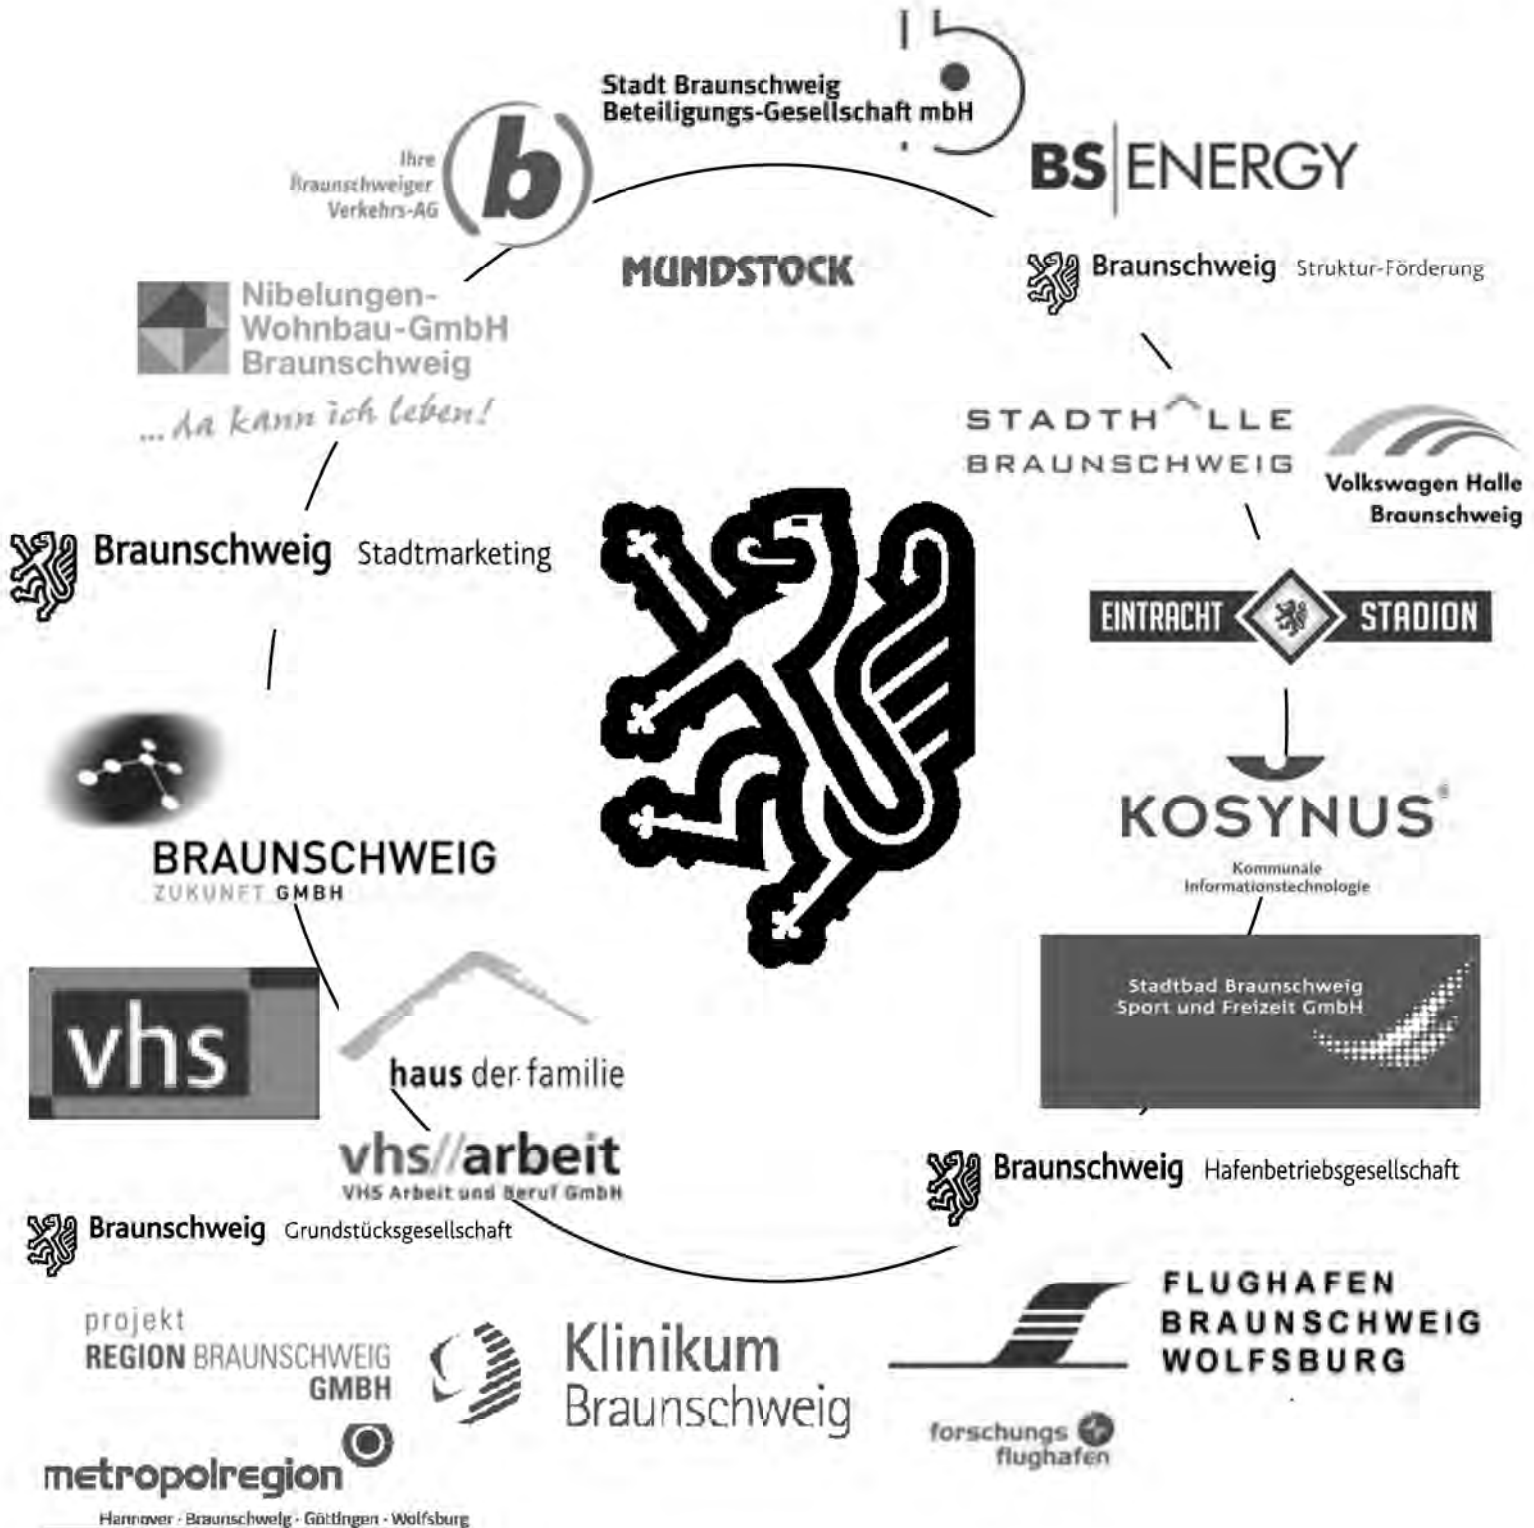 Stadt Braunschweig
Beteiligungs-Gesellschaft mbH
Ihre
Braunschweiger
Verkehrs-AG
b
BS|ENERGY
MUNDSTOCK
Braunschweig Struktur-Förderung
Nibelungen-
Wohnbau-GmbH
Braunschweig
...da kann ich leben!
STADTHALLE
BRAUNSCHWEIG
Volkswagen Halle
Braunschweig
Braunschweig Stadtmarketing
EINTRACHT STADION
BRAUNSCHWEIG
ZUKUNFT GMBH
KOSYNUS
Kommunale
Informationstechnologie
vhs
haus der familie
Stadtbad Braunschweig
Sport und Freizeit GmbH
vhs//arbeit
VHS Arbeit und Beruf GmbH
Braunschweig Hafenbetriebsgesellschaft
Braunschweig Grundstücksgesellschaft
projekt
REGION BRAUNSCHWEIG
GMBH
Klinikum
Braunschweig
FLUGHAFEN
BRAUNSCHWEIG
WOLFSBURG
forschungs
flughafen
metropolregion
Hannover · Braunschweig · Göttingen · Wolfsburg